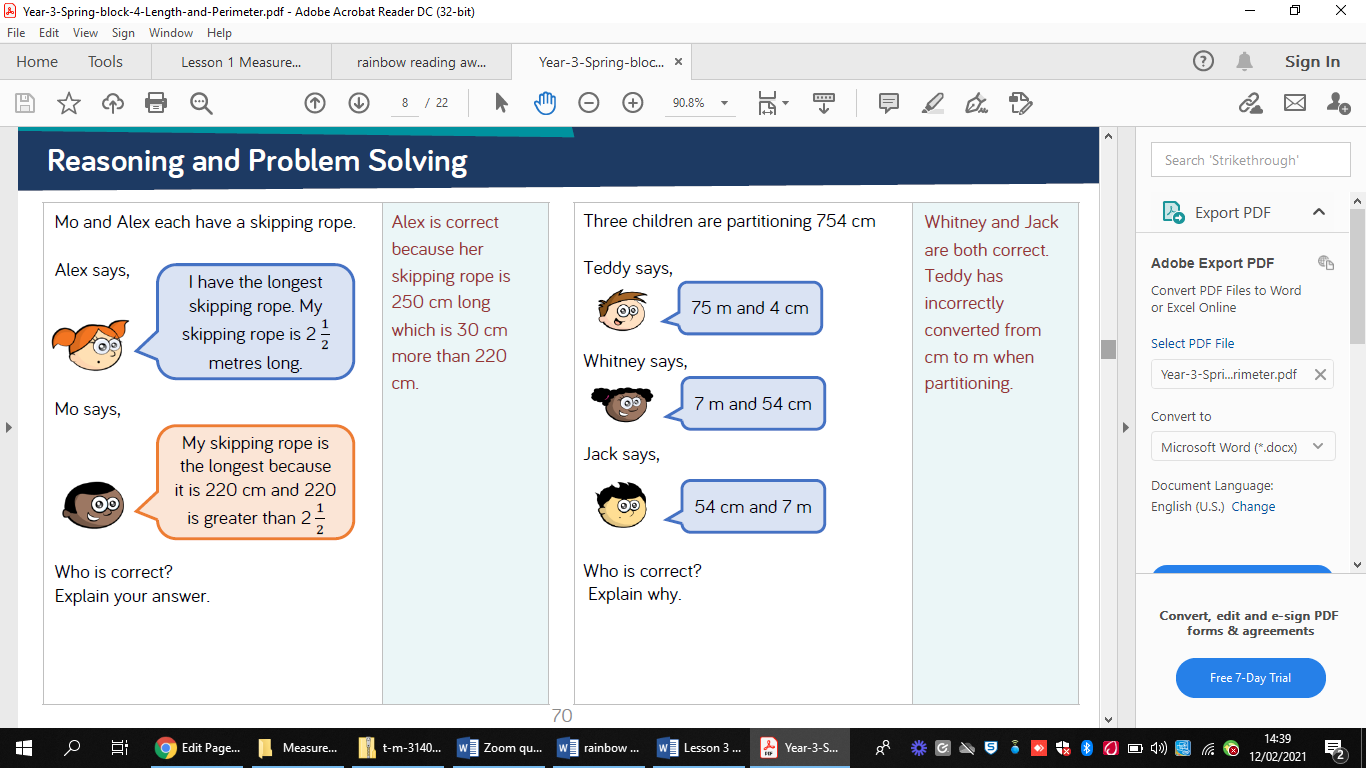 Year-3-Spring-block-4-Length-and-Perimeter.pdf - Adobe Acrobat Reader DC (32-bit)
File Edit View Sign Window Help
Home Tools Lesson 1 Measure... rainbow reading aw... Year-3-Spring-bloc... ×
? Sign In
8 / 22 90.8%
Reasoning and Problem Solving
Mo and Alex each have a skipping rope.
Alex says,
I have the longest
skipping rope. My
skipping rope is 2 1/2
metres long.
Mo says,
My skipping rope is
the longest because
it is 220 cm and 220
is greater than 2 1/2
Who is correct?
Explain your answer.
Alex is correct
because her
skipping rope is
250 cm long
which is 30 cm
more than 220
cm.
Three children are partitioning 754 cm
Teddy says,
75 m and 4 cm
Whitney says,
7 m and 54 cm
Jack says,
54 cm and 7 m
Who is correct?
Explain why.
Whitney and Jack
are both correct.
Teddy has
incorrectly
converted from
cm to m when
partitioning.
70
Search 'Strikethrough'
Export PDF
Adobe Export PDF
Convert PDF Files to Word
or Excel Online
Select PDF File
Year-3-Spri...rimeter.pdf
Convert to
Microsoft Word (*.docx)
Document Language:
English (U.S.) Change
Convert, edit and e-sign PDF
forms & agreements
Free 7-Day Trial
Edit Page... Measure... t-m-3140... Zoom qu... rainbow ... Lesson 3 ... Year-3-S...
14:39
12/02/2021
2